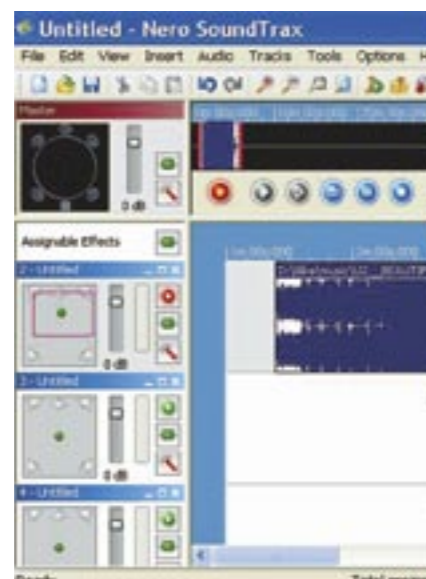 Untitled - Nero SoundTrax
File Edit View Insert Audio Tracks Tools Options H
Master
0 dB
Assignable Effects
2 - Untitled
0 dB
3 - Untitled
0 dB
4 - Untitled
Ready